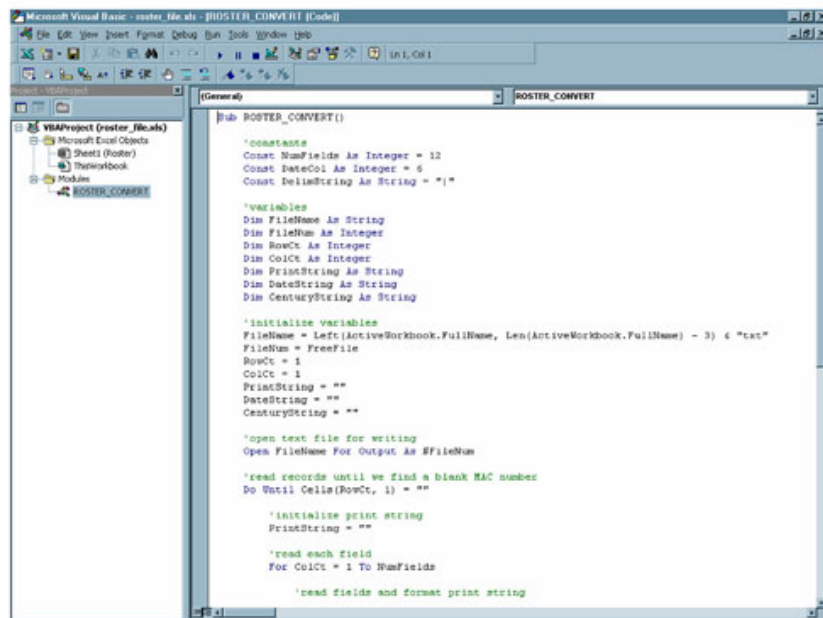 Microsoft Visual Basic - roster_file.xls - [ROSTER_CONVERT (Code)]
File Edit View Insert Format Debug Run Tools Window Help
Ln 1, Col 1
Project - VBAProject
VBAProject (roster_file.xls)
Microsoft Excel Objects
Sheet1 (Roster)
ThisWorkbook
Modules
ROSTER_CONVERT
(General)
ROSTER_CONVERT
Sub ROSTER_CONVERT()
'constants
Const NumFields As Integer = 12
Const DateCol As Integer = 6
Const DelimString As String = "|"
'variables
Dim FileName As String
Dim FileNum As Integer
Dim RowCt As Integer
Dim ColCt As Integer
Dim PrintString As String
Dim DateString As String
Dim CenturyString As String
'initialize variables
FileName = Left(ActiveWorkbook.FullName, Len(ActiveWorkbook.FullName) - 3) & "txt"
FileNum = FreeFile
RowCt = 1
ColCt = 1
PrintString = ""
DateString = ""
CenturyString = ""
'open text file for writing
Open FileName For Output As #FileNum
'read records until we find a blank MAC number
Do Until Cells(RowCt, 1) = ""
'initialize print string
PrintString = ""
'read each field
For ColCt = 1 To NumFields
'read fields and format print string